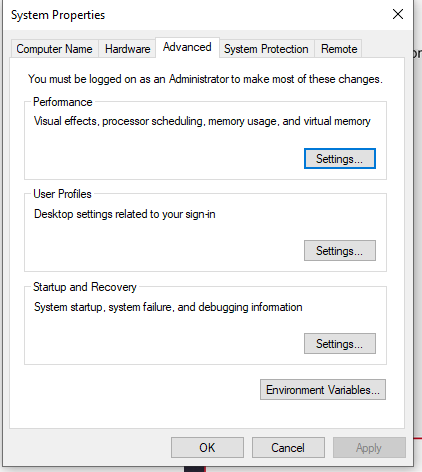 System Properties
Computer Name Hardware Advanced System Protection Remote
You must be logged on as an Administrator to make most of these changes.
Performance
Visual effects, processor scheduling, memory usage, and virtual memory
Settings...
User Profiles
Desktop settings related to your sign-in
Settings...
Startup and Recovery
System startup, system failure, and debugging information
Settings...
Environment Variables...
OK Cancel Apply